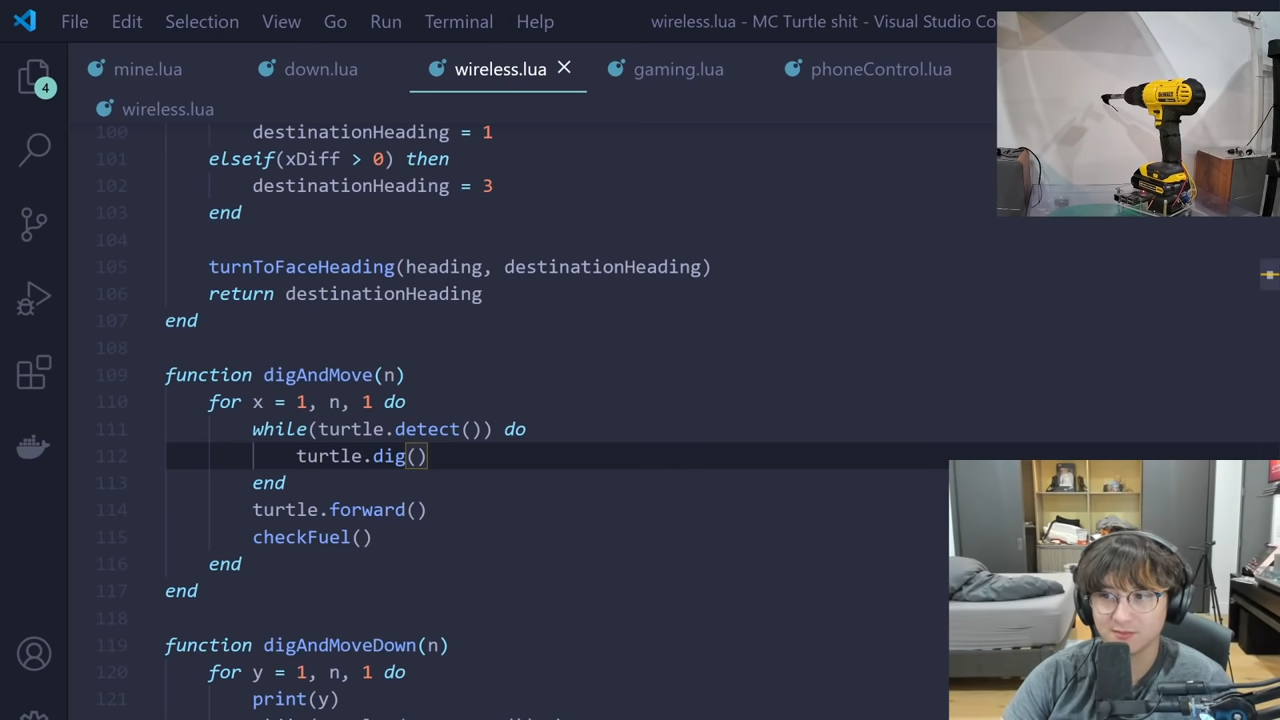 File Edit Selection View Go Run Terminal Help wireless.lua - MC Turtle shit - Visual Studio Co
mine.lua down.lua wireless.lua gaming.lua phoneControl.lua
4
wireless.lua
100 destinationHeading = 1
101 elseif(xDiff > 0) then
102 destinationHeading = 3
103 end
104
105 turnToFaceHeading(heading, destinationHeading)
106 return destinationHeading
107 end
108
109 function digAndMove(n)
110 for x = 1, n, 1 do
111 while(turtle.detect()) do
112 turtle.dig()
113 end
114 turtle.forward()
115 checkFuel()
116 end
117 end
118
119 function digAndMoveDown(n)
120 for y = 1, n, 1 do
121 print(y)
DEWALT